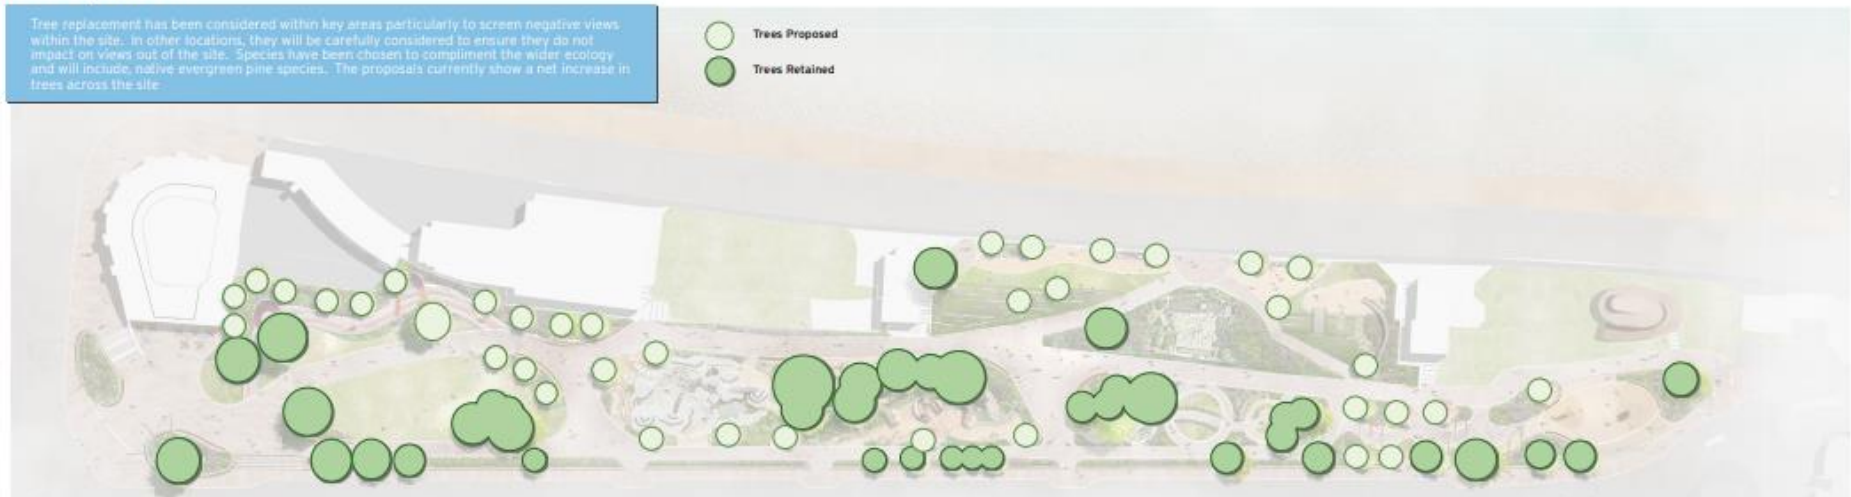 Tree replacement has been considered within key areas particularly to screen negative views
within the site. In other locations, they will be carefully considered to ensure they do not
impact on views out of the site. Species have been chosen to compliment the wider ecology
and will include, native evergreen pine species. The proposals currently show a net increase in
trees across the site
Trees Proposed
Trees Retained